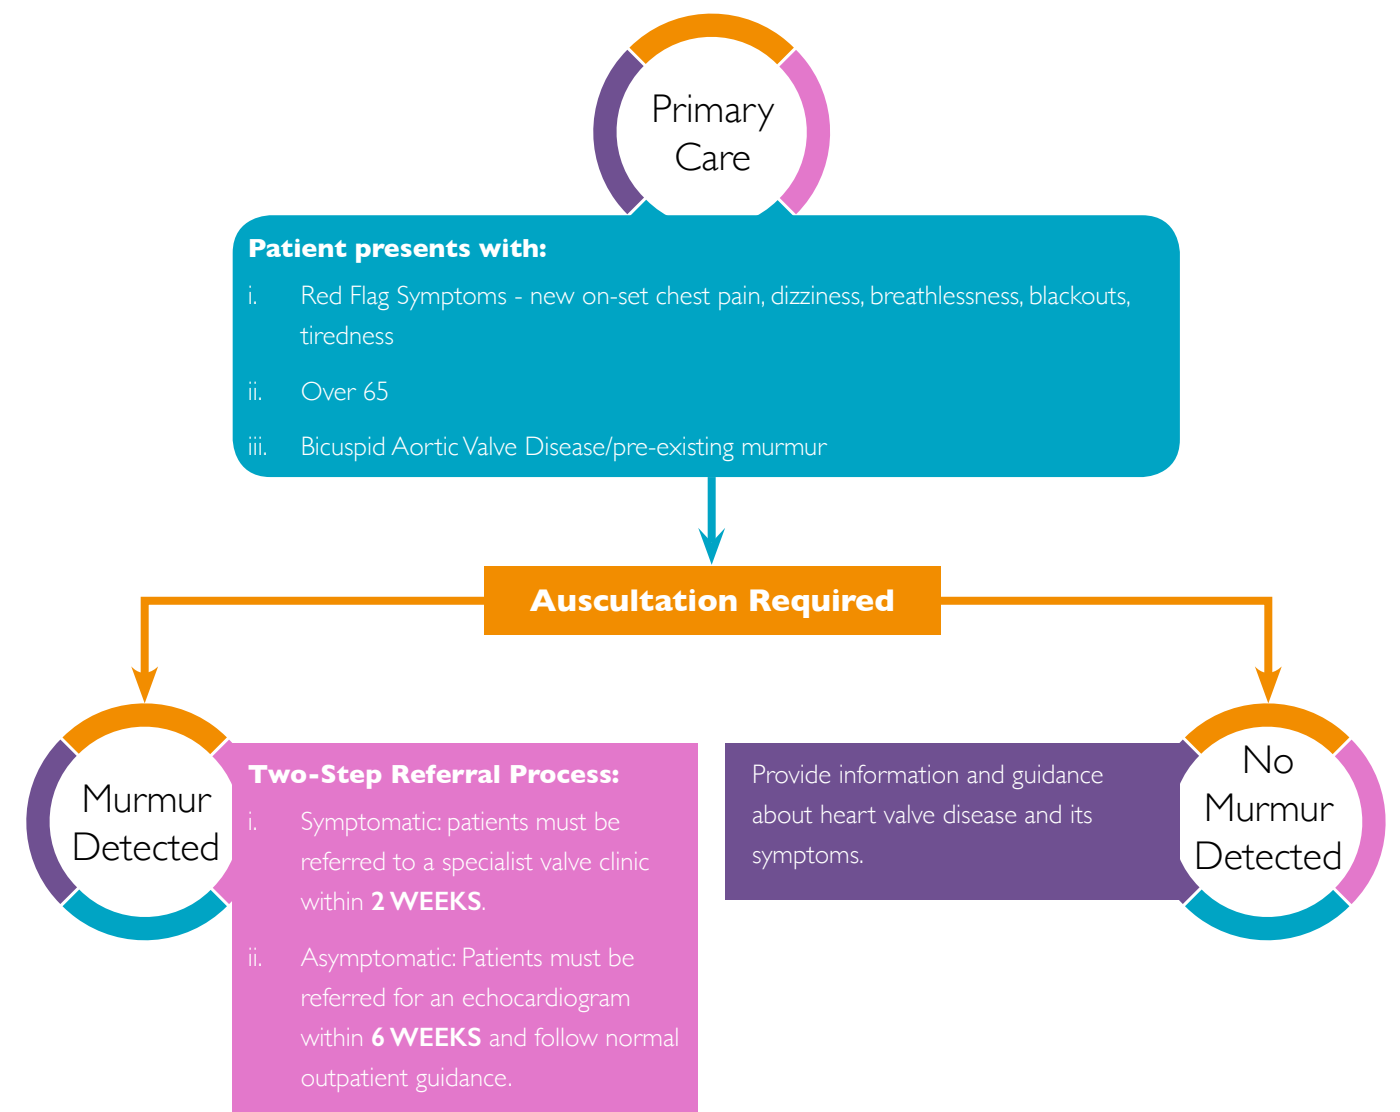 Primary
Care
Patient presents with:
i. Red Flag Symptoms - new on-set chest pain, dizziness, breathlessness, blackouts,
tiredness
ii. Over 65
iii. Bicuspid Aortic Valve Disease/pre-existing murmur
Auscultation Required
Murmur
Detected
Two-Step Referral Process:
i. Symptomatic: patients must be
referred to a specialist valve clinic
within 2 WEEKS.
ii. Asymptomatic: Patients must be
referred for an echocardiogram
within 6 WEEKS and follow normal
outpatient guidance.
Provide information and guidance
about heart valve disease and its
symptoms.
No
Murmur
Detected